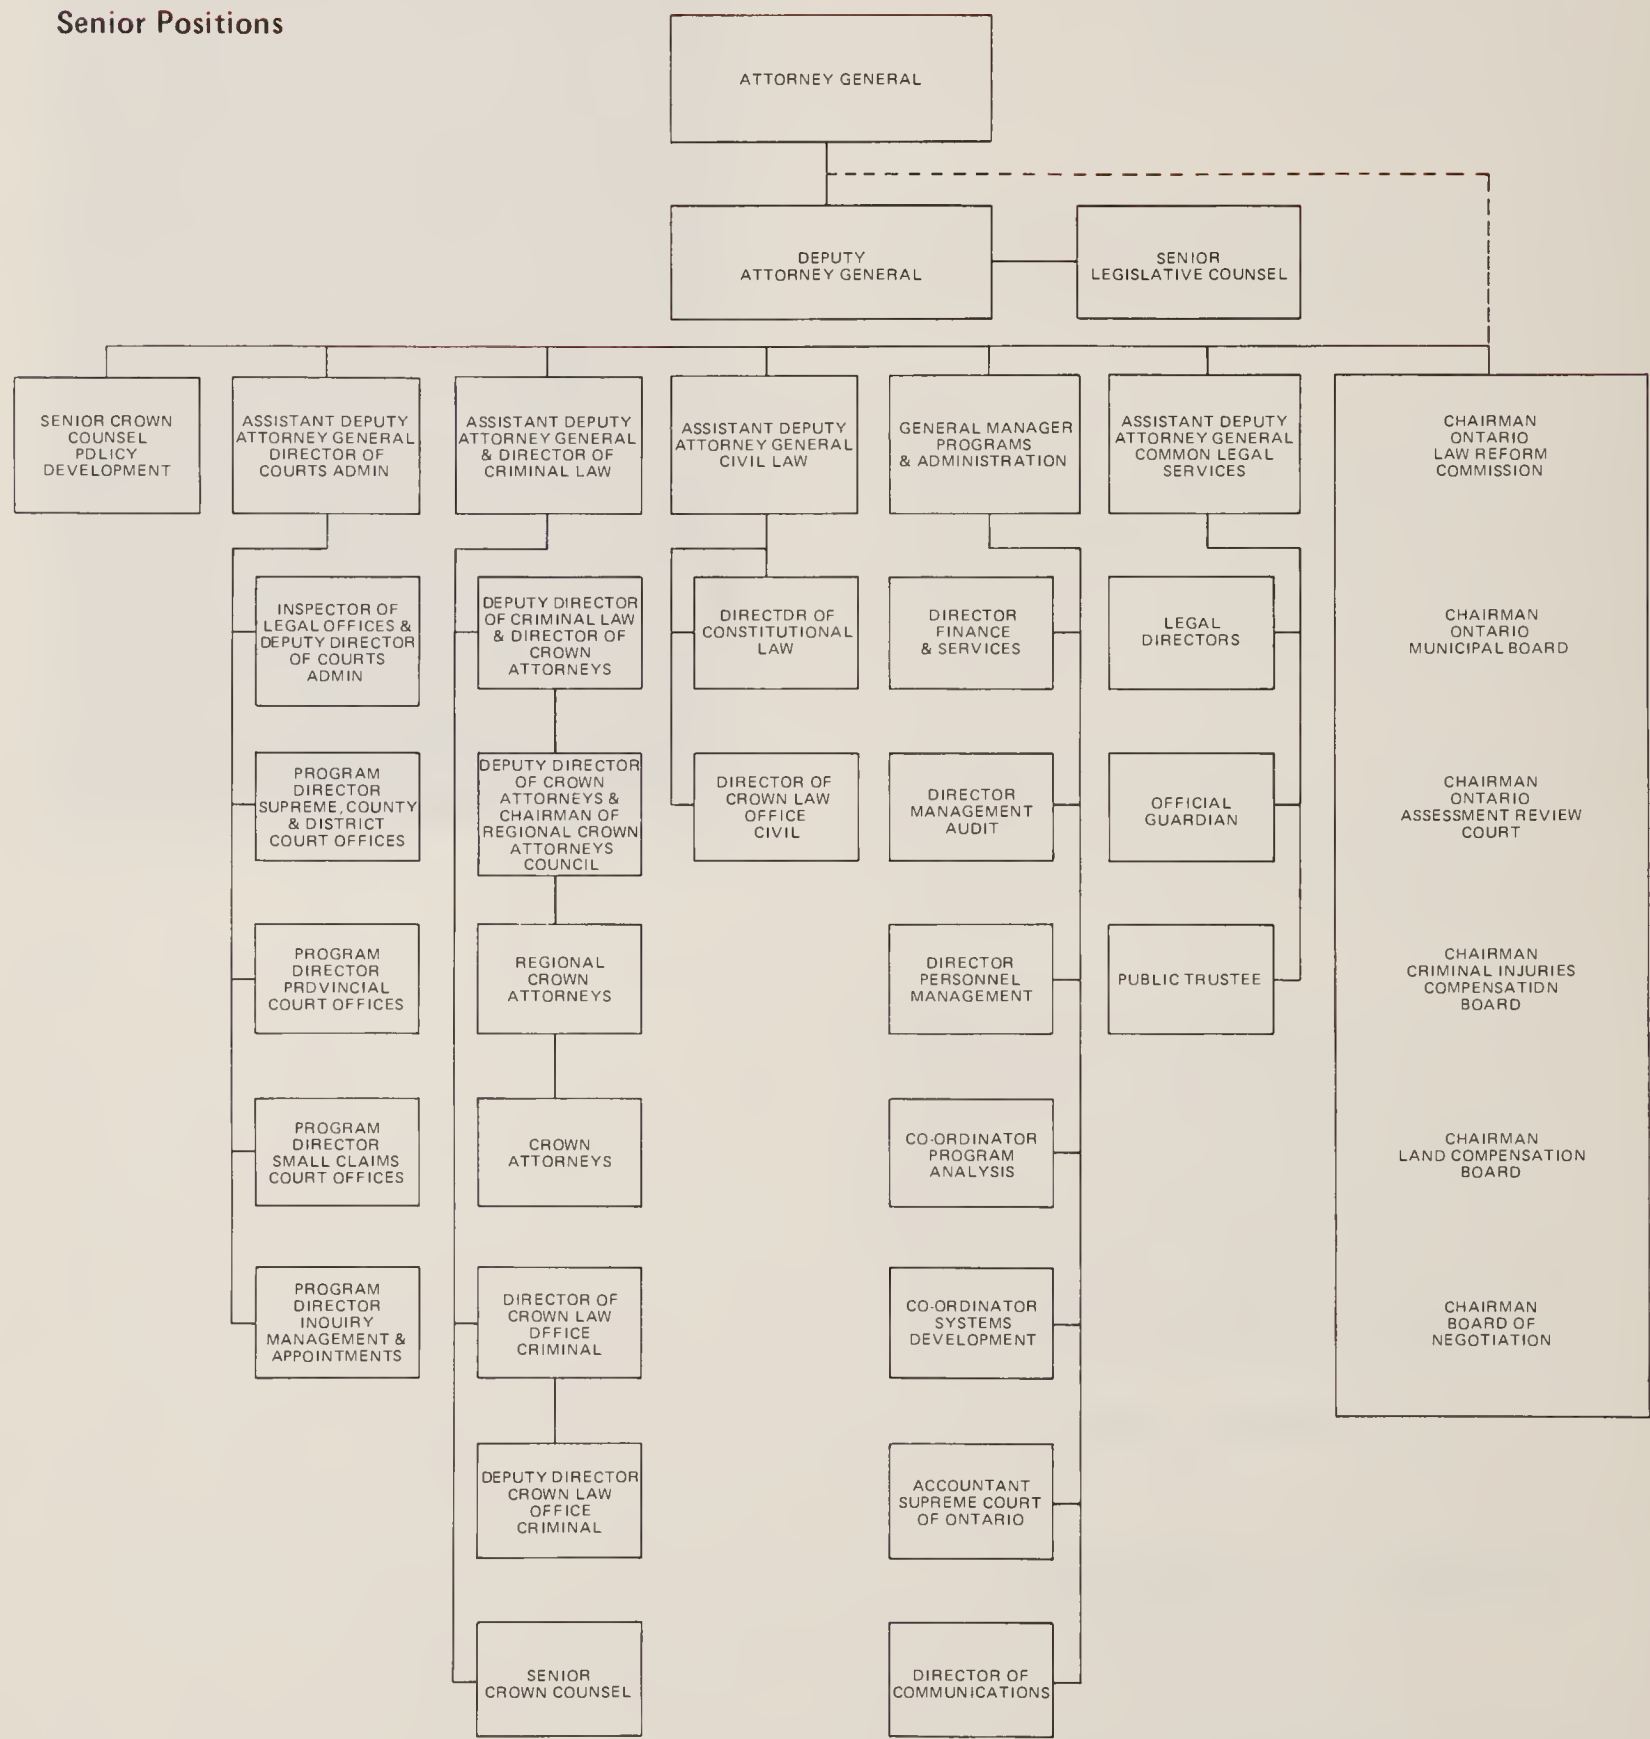 Senior Positions
ATTORNEY GENERAL
DEPUTY
ATTORNEY GENERAL
SENIOR
LEGISLATIVE COUNSEL
SENIOR CROWN
COUNSEL
POLICY
DEVELOPMENT
ASSISTANT DEPUTY
ATTORNEY GENERAL
DIRECTOR OF
COURTS ADMIN
ASSISTANT DEPUTY
ATTORNEY GENERAL
& DIRECTOR OF
CRIMINAL LAW
ASSISTANT DEPUTY
ATTORNEY GENERAL
CIVIL LAW
GENERAL MANAGER
PROGRAMS
& ADMINISTRATION
ASSISTANT DEPUTY
ATTORNEY GENERAL
COMMON LEGAL
SERVICES
CHAIRMAN
ONTARIO
LAW REFORM
COMMISSION
INSPECTOR OF
LEGAL OFFICES &
DEPUTY DIRECTOR
OF COURTS
ADMIN
DEPUTY DIRECTOR
OF CRIMINAL LAW
& DIRECTOR OF
CROWN
ATTORNEYS
DIRECTOR OF
CONSTITUTIONAL
LAW
DIRECTOR
FINANCE
& SERVICES
LEGAL
DIRECTORS
CHAIRMAN
ONTARIO
MUNICIPAL BOARD
PROGRAM
DIRECTOR
SUPREME, COUNTY
& DISTRICT
COURT OFFICES
DEPUTY DIRECTOR
OF CROWN
ATTORNEYS &
CHAIRMAN OF
REGIONAL CROWN
ATTORNEYS
COUNCIL
DIRECTOR OF
CROWN LAW
OFFICE
CIVIL
DIRECTOR
MANAGEMENT
AUDIT
OFFICIAL
GUARDIAN
CHAIRMAN
ONTARIO
ASSESSMENT REVIEW
COURT
PROGRAM
DIRECTOR
PROVINCIAL
COURT OFFICES
REGIONAL
CROWN
ATTORNEYS
DIRECTOR
PERSONNEL
MANAGEMENT
PUBLIC TRUSTEE
CHAIRMAN
CRIMINAL INJURIES
COMPENSATION
BOARD
PROGRAM
DIRECTOR
SMALL CLAIMS
COURT OFFICES
CROWN
ATTORNEYS
CO-ORDINATOR
PROGRAM
ANALYSIS
CHAIRMAN
LAND COMPENSATION
BOARD
PROGRAM
DIRECTOR
INQUIRY
MANAGEMENT &
APPOINTMENTS
DIRECTOR OF
CROWN LAW
OFFICE
CRIMINAL
CO-ORDINATOR
SYSTEMS
DEVELOPMENT
CHAIRMAN
BOARD OF
NEGOTIATION
DEPUTY DIRECTOR
CROWN LAW
OFFICE
CRIMINAL
ACCOUNTANT
SUPREME COURT
OF ONTARIO
SENIOR
CROWN COUNSEL
DIRECTOR OF
COMMUNICATIONS